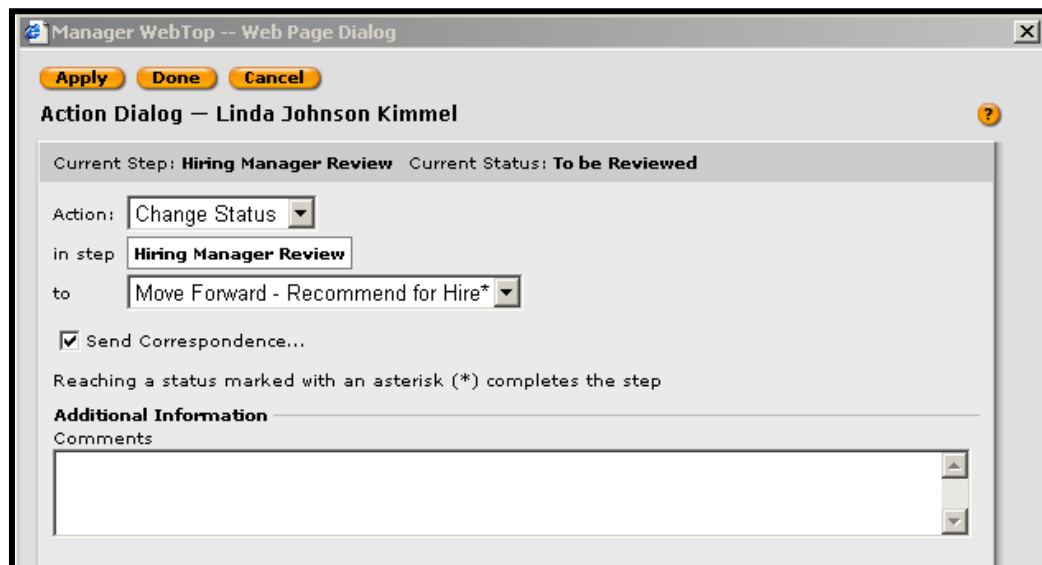 Manager WebTop -- Web Page Dialog
Apply Done Cancel
Action Dialog — Linda Johnson Kimmel
?
Current Step: Hiring Manager Review Current Status: To be Reviewed
Action: Change Status
in step Hiring Manager Review
to Move Forward - Recommend for Hire*
Send Correspondence...
Reaching a status marked with an asterisk (*) completes the step
Additional Information
Comments